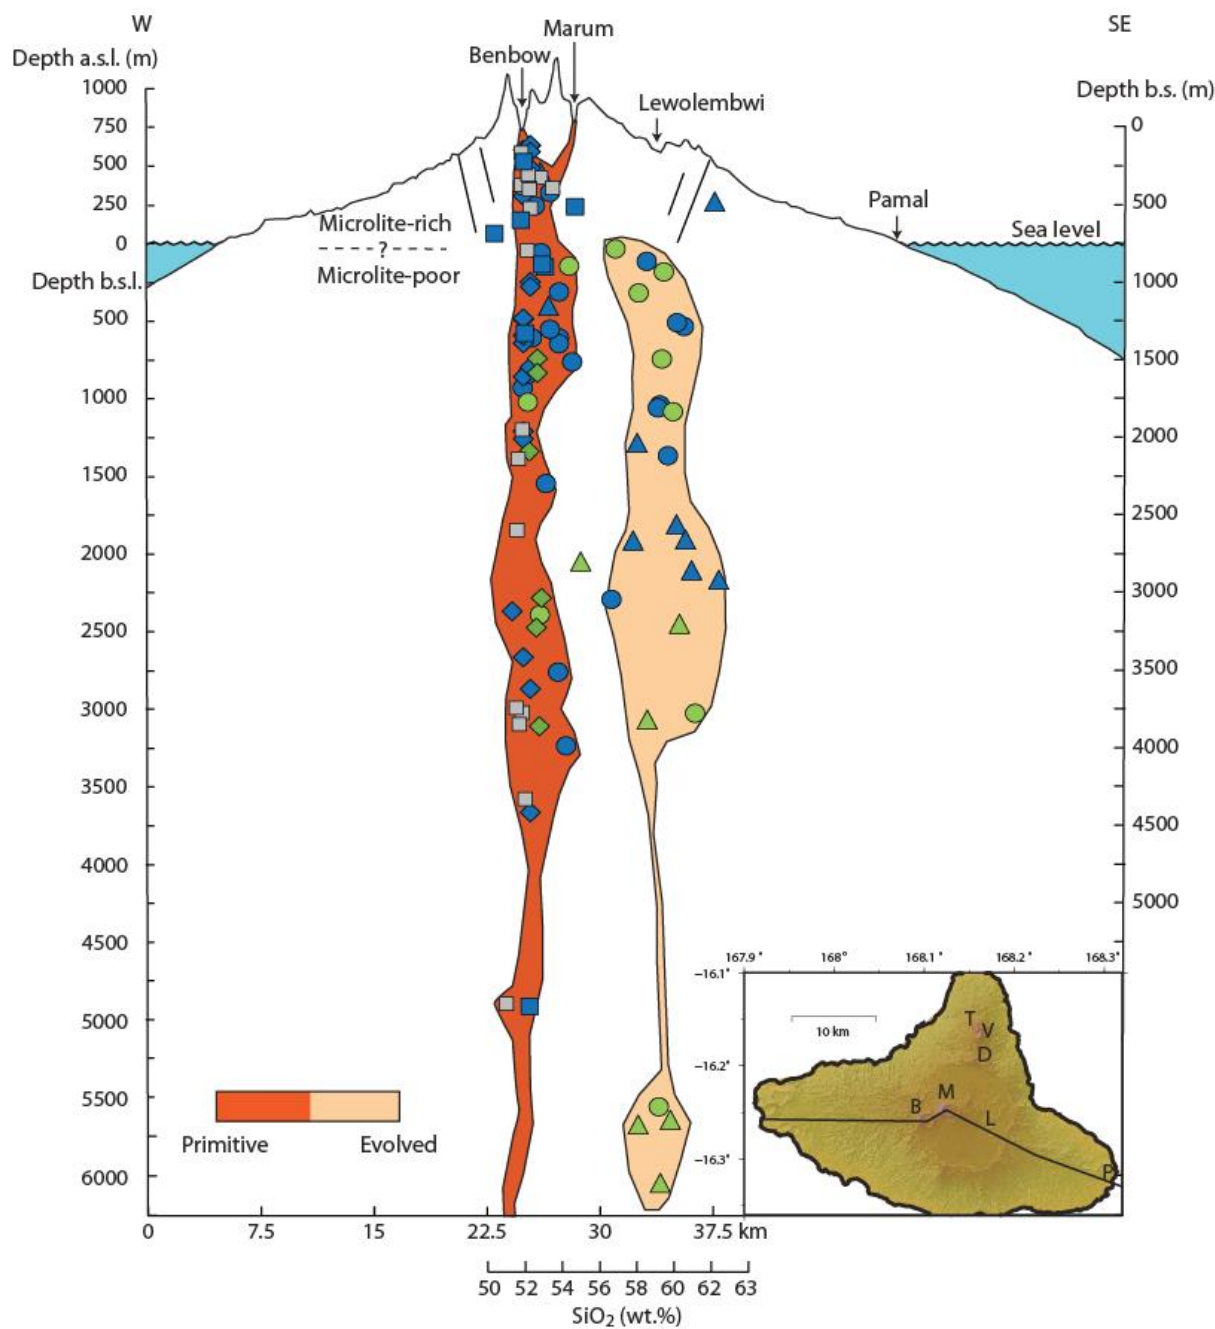 W
SE
Marum
Benbow
Depth a.s.l. (m)
Depth b.s. (m)
Lewolembwi
1000
750
500
250
0
Depth b.s.l.
500
1000
1500
2000
2500
3000
3500
4000
4500
5000
5500
6000
0
500
1000
1500
2000
2500
3000
3500
4000
4500
5000
Pamal
Sea level
Microlite-rich
?
Microlite-poor
Primitive
Evolved
167.9°
168°
168.1°
168.2°
168.3°
-16.1°
-16.2°
-16.3°
10 km
T
V
D
M
B
L
P
0 7.5 15 22.5 30 37.5 km
50 52 54 56 58 60 62 63
SiO2 (wt.%)